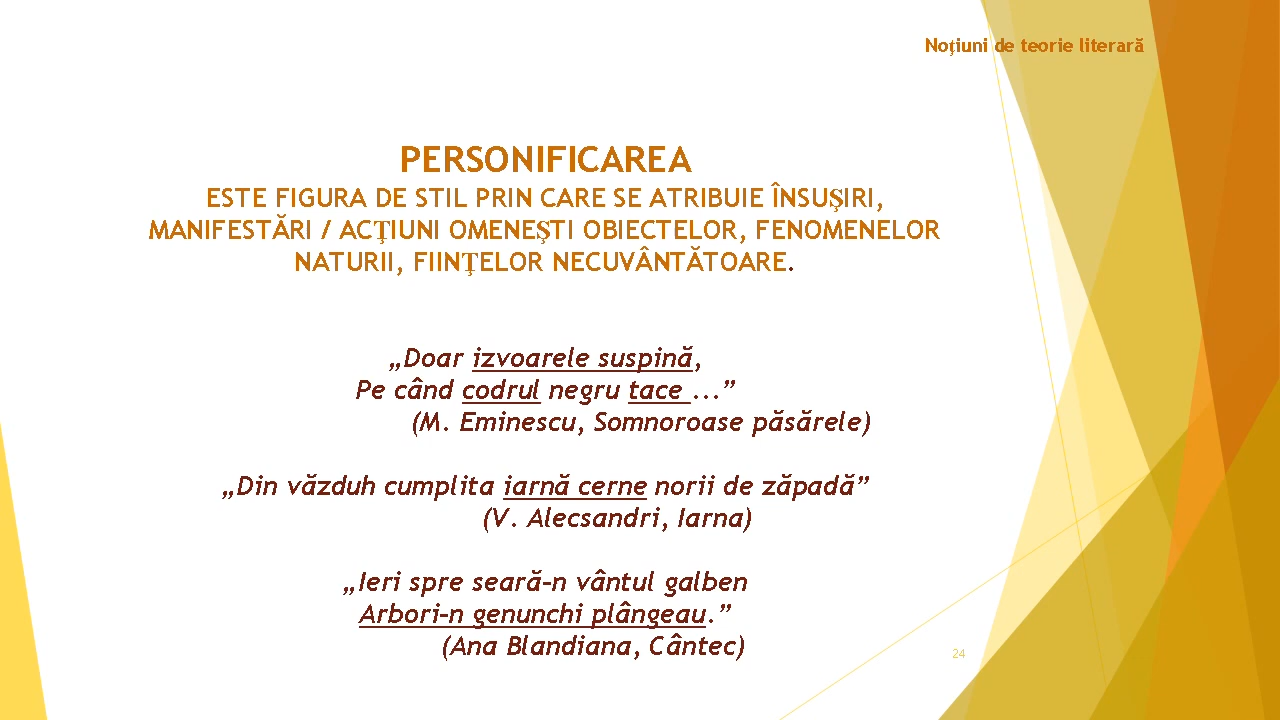 Noţiuni de teorie literară
PERSONIFICAREA
ESTE FIGURA DE STIL PRIN CARE SE ATRIBUIE ÎNSUŞIRI,
MANIFESTĂRI / ACŢIUNI OMENEŞTI OBIECTELOR, FENOMENELOR
NATURII, FIINŢELOR NECUVÂNTĂTOARE.
„Doar izvoarele suspină,
Pe când codrul negru tace ...”
(M. Eminescu, Somnoroase păsărele)
„Din văzduh cumplita iarnă cerne norii de zăpadă”
(V. Alecsandri, Iarna)
„Ieri spre seară-n vântul galben
Arbori-n genunchi plângeau.”
(Ana Blandiana, Cântec)
24